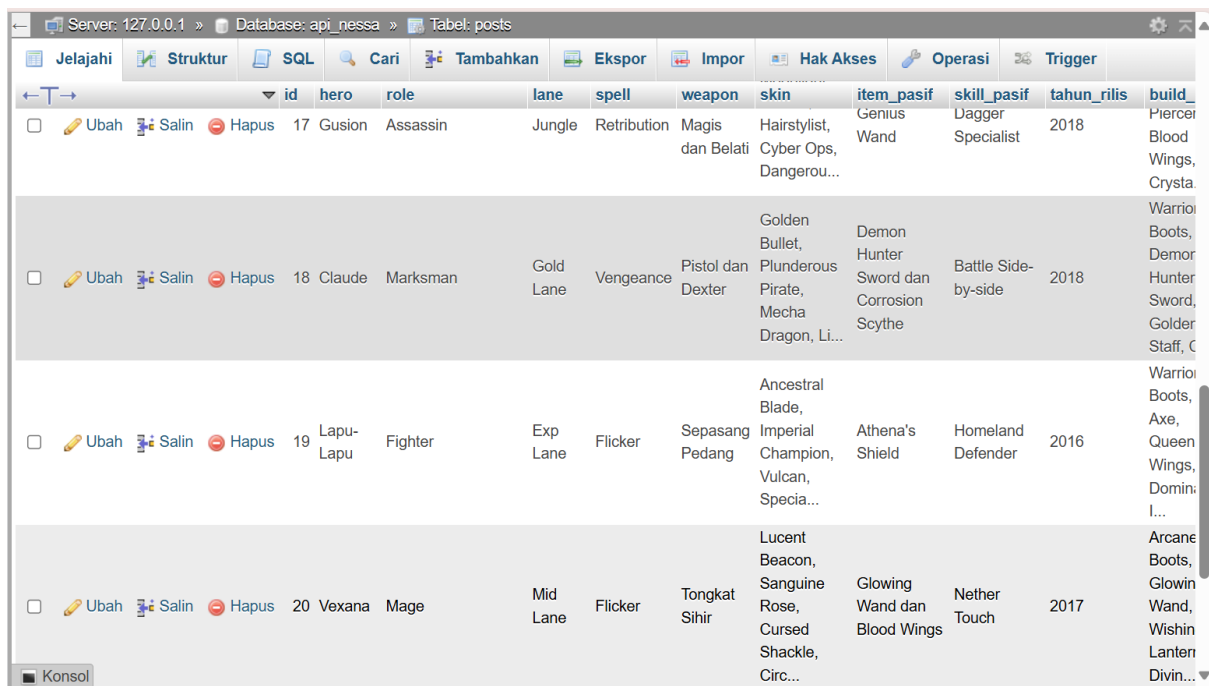 Server: 127.0.0.1 » Database: api_nessa » Tabel: posts
Jelajahi Struktur SQL Cari Tambahkan Ekspor Impor Hak Akses Operasi Trigger
←T→ id hero role lane spell weapon skin item_pasif skill_pasif tahun_rilis build_
Ubah Salin Hapus 17 Gusion Assassin Jungle Retribution Magis
dan Belati
Hairstylist,
Cyber Ops,
Dangerou...
Genius
Wand
Dagger
Specialist
2018
Blood
Wings,
Ubah Salin Hapus 18 Claude Marksman
Gold
Lane
Vengeance
Pistol dan
Dexter
Golden
Bullet,
Plunderous
Pirate,
Mecha
Dragon, Li...
Demon
Hunter
Sword dan
Corrosion
Scythe
Battle Side-
by-side
2018
Boots,
Hunter
Sword,
Staff,
Ubah Salin Hapus 19
Lapu-
Lapu
Fighter
Exp
Lane
Flicker
Sepasang
Pedang
Ancestral
Blade,
Imperial
Champion,
Vulcan,
Specia...
Athena's
Shield
Homeland
Defender
2016
Boots,
Axe,
Queen
Wings,
I...
Ubah Salin Hapus 20 Vexana Mage
Mid
Lane
Flicker
Tongkat
Sihir
Lucent
Beacon,
Sanguine
Rose,
Cursed
Shackle,
Circ...
Glowing
Wand dan
Blood Wings
Nether
Touch
2017
Arcane
Boots,
Wand,
Divin...
Konsol